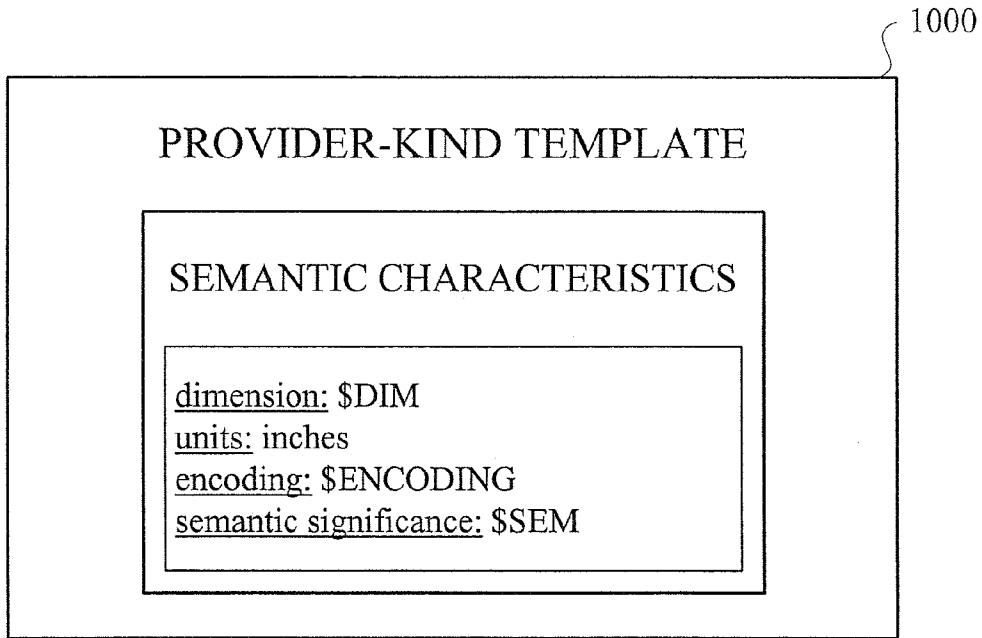 1000
PROVIDER-KIND TEMPLATE
SEMANTIC CHARACTERISTICS
dimension: $DIM
units: inches
encoding: $ENCODING
semantic significance: $SEM